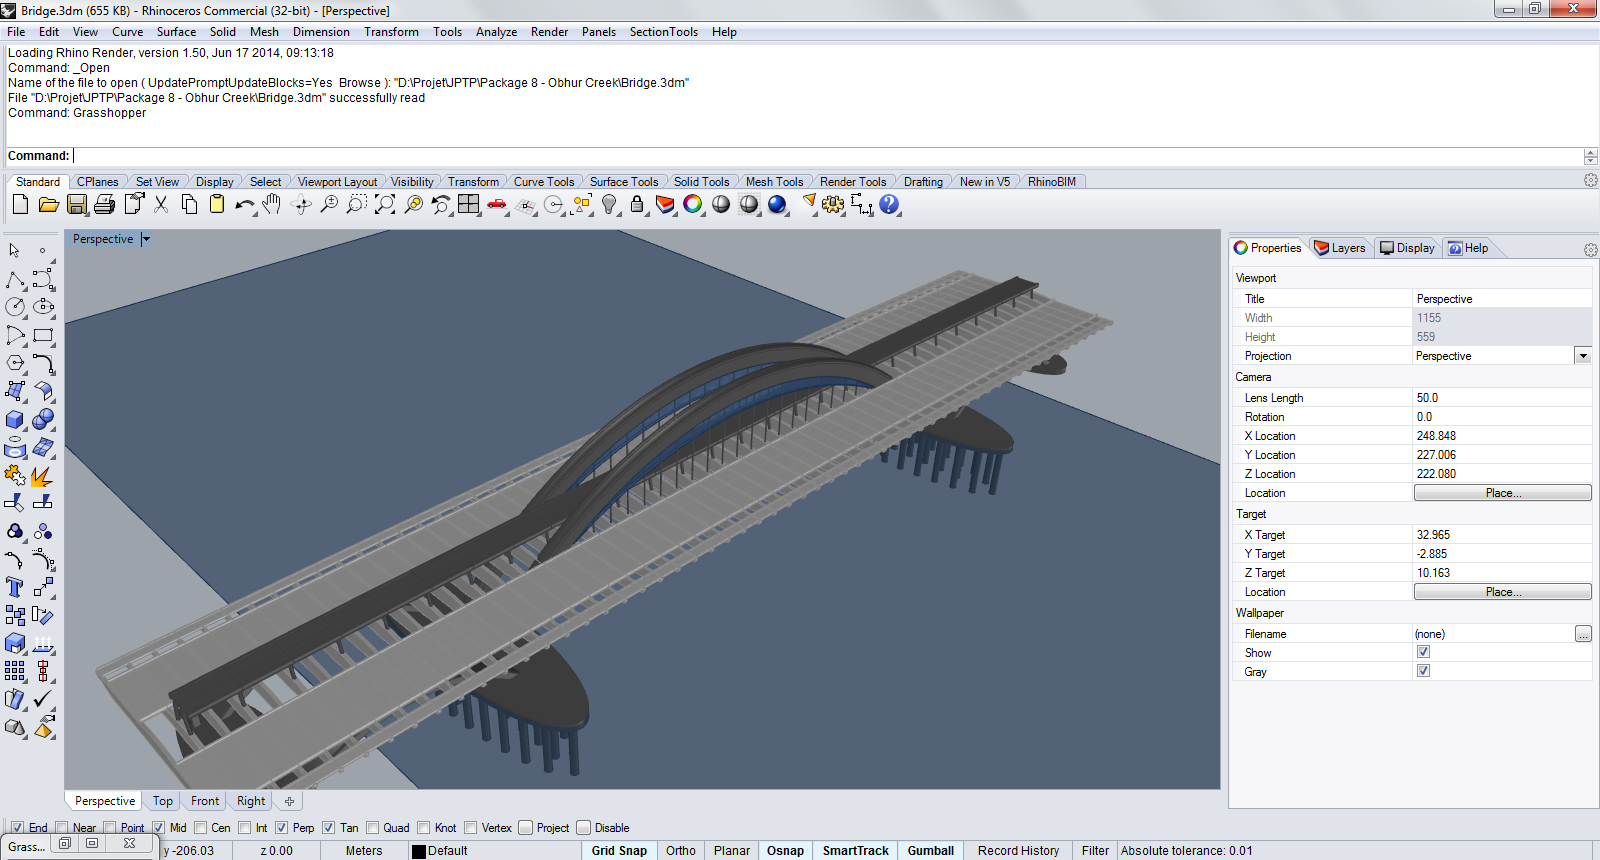 Bridge.3dm (655 KB) - Rhinoceros Commercial (32-bit) - [Perspective]
File Edit View Curve Surface Solid Mesh Dimension Transform Tools Analyze Render Panels SectionTools Help
Loading Rhino Render, version 1.50, Jun 17 2014, 09:13:18
Command: _Open
Name of the file to open ( UpdatePromptUpdateBlocks=Yes Browse ): "D:\Projet\JPTP\Package 8 - Obhur Creek\Bridge.3dm"
File "D:\Projet\JPTP\Package 8 - Obhur Creek\Bridge.3dm" successfully read
Command: Grasshopper
Command:
Standard CPlanes Set View Display Select Viewport Layout Visibility Transform Curve Tools Surface Tools Solid Tools Mesh Tools Render Tools Drafting New in V5 RhinoBIM
Perspective
Properties Layers Display Help
Viewport
Title Perspective
Width 1155
Height 559
Projection Perspective
Camera
Lens Length 50.0
Rotation 0.0
X Location 248.848
Y Location 227.006
Z Location 222.080
Location Place...
Target
X Target 32.965
Y Target -2.885
Z Target 10.163
Location Place...
Wallpaper
Filename (none) ...
Show
Gray
Perspective Top Front Right
End Near Point Mid Cen Int Perp Tan Quad Knot Vertex Project Disable
Grass... y -206.03 z 0.00 Meters Default Grid Snap Ortho Planar Osnap SmartTrack Gumball Record History Filter Absolute tolerance: 0.01